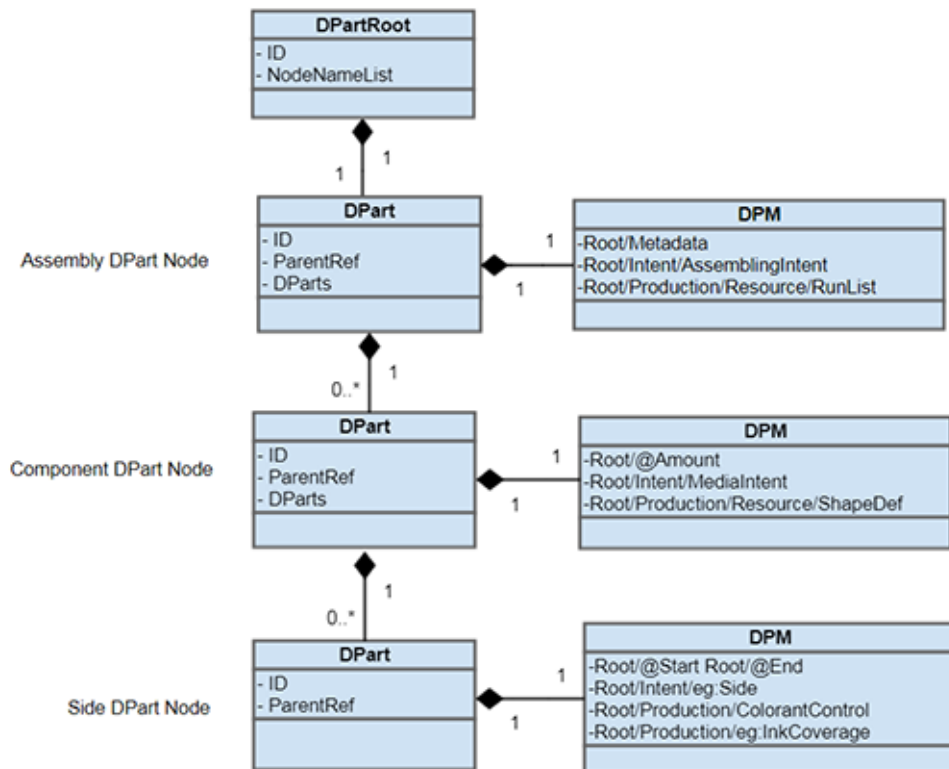 DPartRoot
- ID
- NodeNameList
1
1
Assembly DPart Node
DPart
- ID
- ParentRef
- DParts
1
1
DPM
-Root/Metadata
-Root/Intent/AssemblingIntent
-Root/Production/Resource/RunList
1
0..*
Component DPart Node
DPart
- ID
- ParentRef
- DParts
1
1
DPM
-Root/@Amount
-Root/Intent/MediaIntent
-Root/Production/Resource/ShapeDef
1
0..*
Side DPart Node
DPart
- ID
- ParentRef
1
1
DPM
-Root/@Start Root/@End
-Root/Intent/eg:Side
-Root/Production/ColorantControl
-Root/Production/eg:InkCoverage